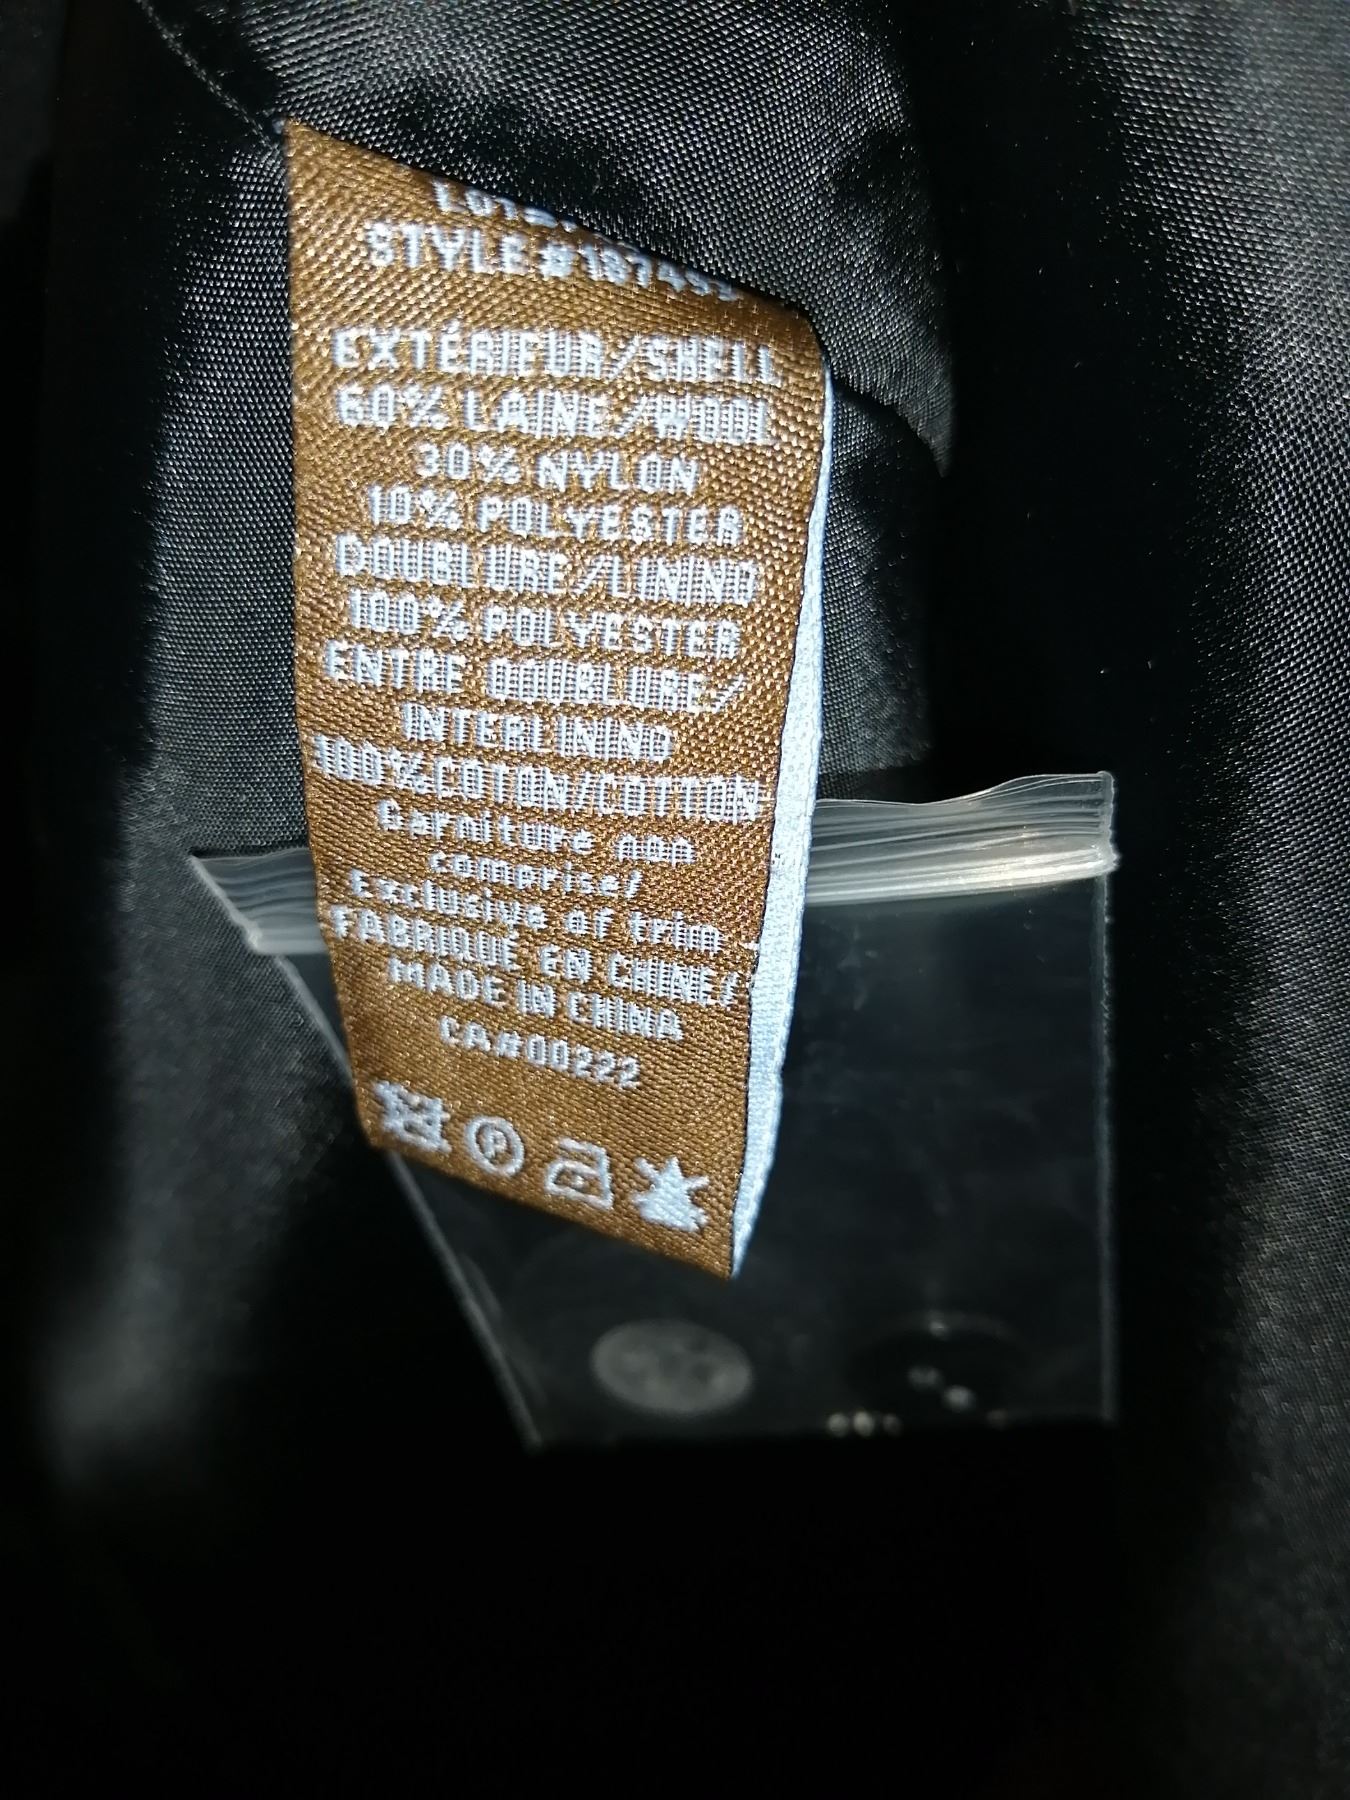 STYLE#187452
EXTÉRIEUR/SHELL
60% LAINE/WOOL
30% NYLON
10% POLYESTER
DOUBLURE/LINING
100% POLYESTER
ENTRE DOUBLURE/
INTERLINING
100%COTON/COTTON
Garniture non
comprise/
Exclusive of trim
FABRIQUÉ EN CHINE/
MADE IN CHINA
CA#00222
P